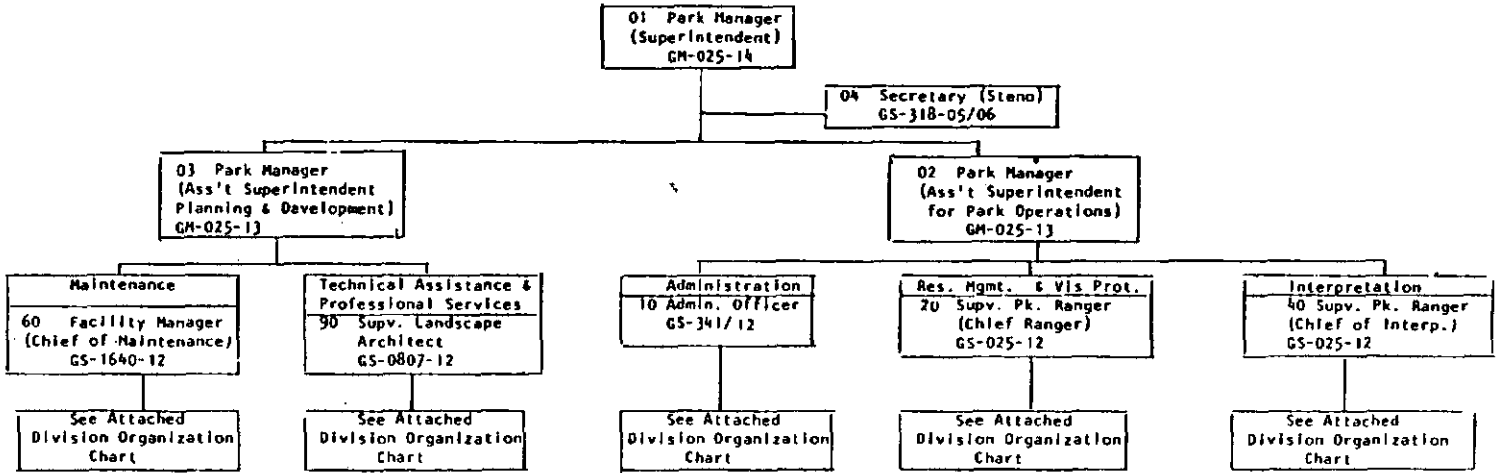 01 Park Manager
(Superintendent)
GM-025-14
04 Secretary (Steno)
GS-318-05/06
03 Park Manager
(Ass't Superintendent
Planning & Development)
GM-025-13
02 Park Manager
(Ass't Superintendent
for Park Operations)
GM-025-13
Maintenance
60 Facility Manager
(Chief of Maintenance)
GS-1640-12
Technical Assistance &
Professional Services
90 Supv. Landscape
Architect
GS-0807-12
Administration
10 Admin. Officer
GS-341/12
Res. Mgmt. & Vis Prot.
20 Supv. Pk. Ranger
(Chief Ranger)
GS-025-12
Interpretation
40 Supv. Pk. Ranger
(Chief of Interp.)
GS-025-12
See Attached
Division Organization
Chart
See Attached
Division Organization
Chart
See Attached
Division Organization
Chart
See Attached
Division Organization
Chart
See Attached
Division Organization
Chart